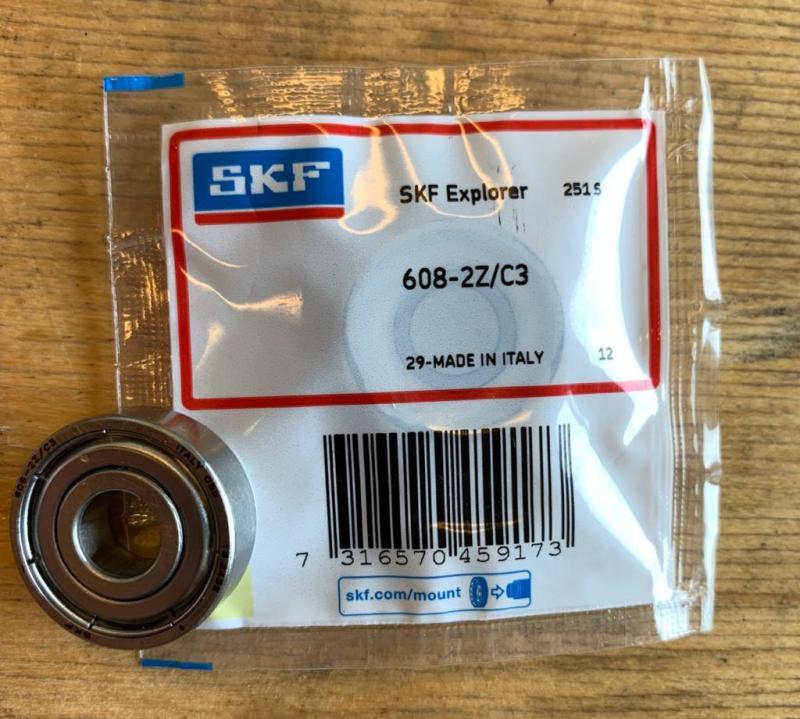 SKF
SKF Explorer 251S
608-2Z/C3
29-MADE IN ITALY 12
7 316570 459173
skf.com/mount
608-2Z/C3
ITALY
SKF